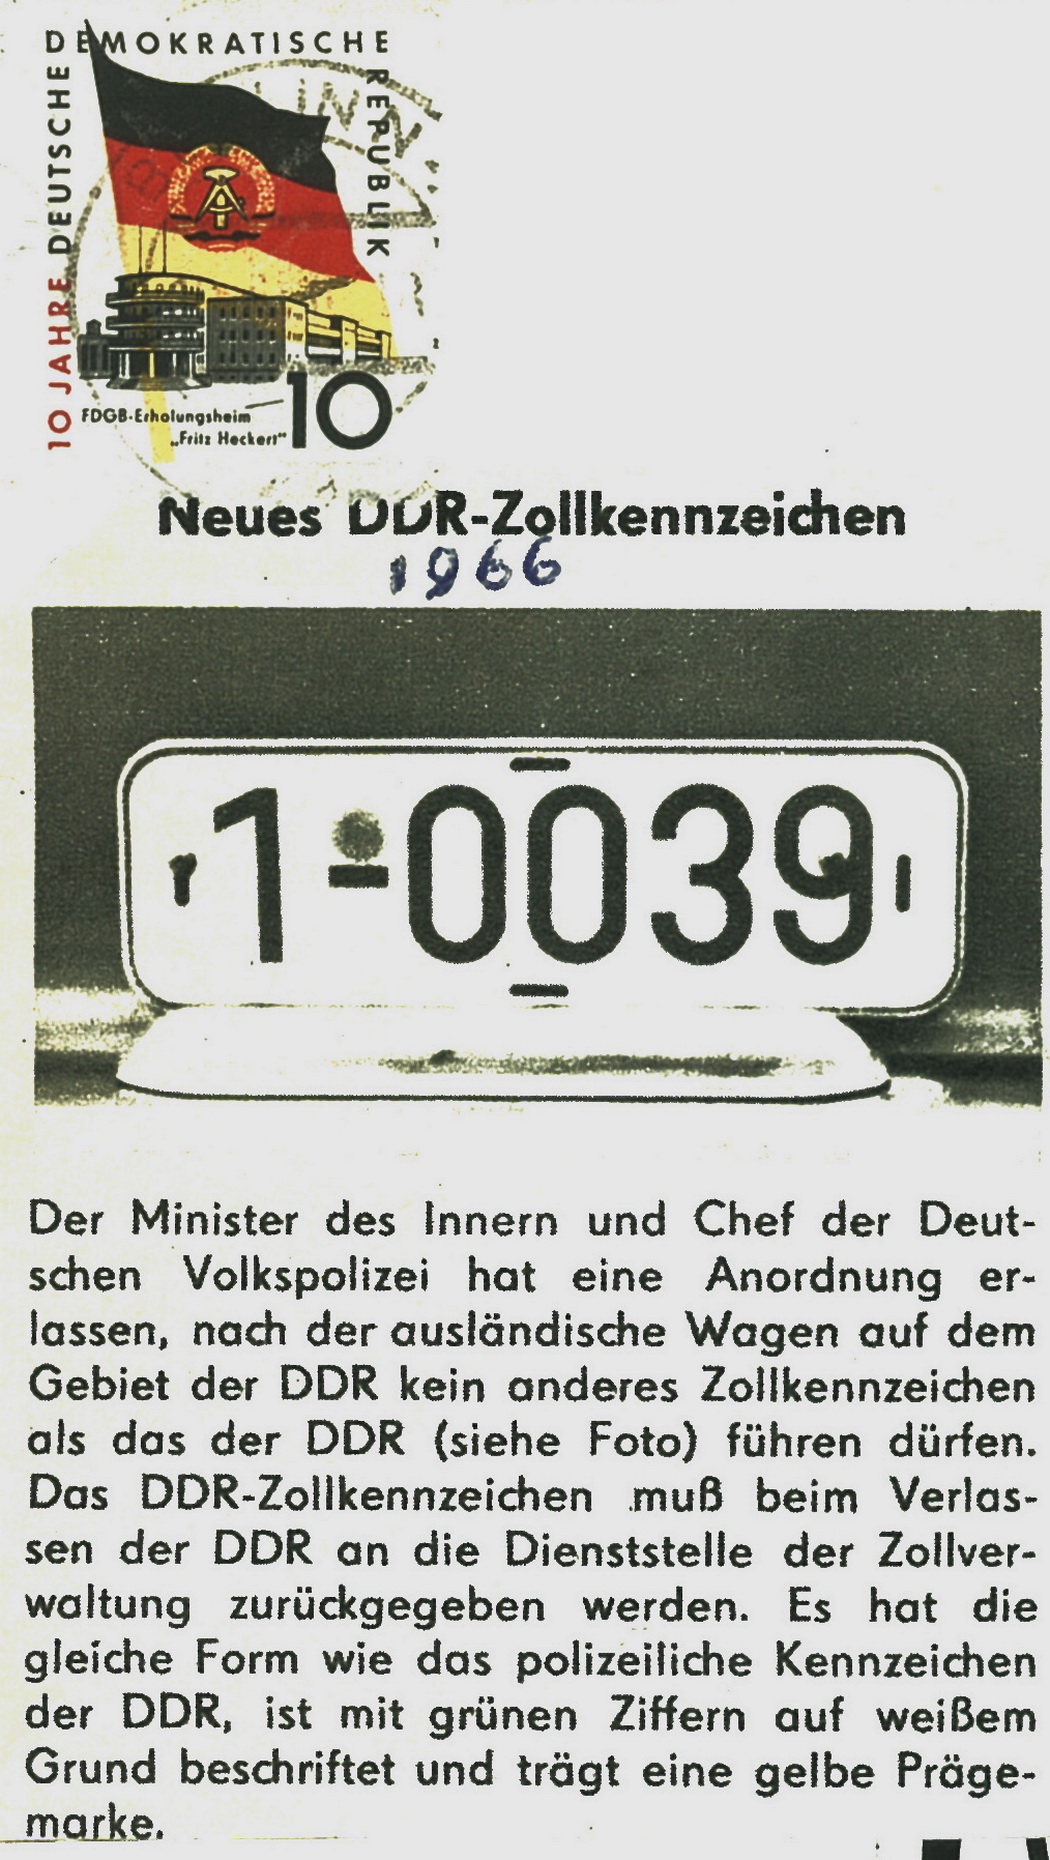 DEMOKRATISCHE
REPUBLIK
10 JAHRE DEUTSCHE
FDGB-Erholungsheim
„Fritz Heckert"
10
Neues DDR-Zollkennzeichen
1966
1-0039
Der Minister des Innern und Chef der Deut-
schen Volkspolizei hat eine Anordnung er-
lassen, nach der ausländische Wagen auf dem
Gebiet der DDR kein anderes Zollkennzeichen
als das der DDR (siehe Foto) führen dürfen.
Das DDR-Zollkennzeichen muß beim Verlas-
sen der DDR an die Dienststelle der Zollver-
waltung zurückgegeben werden. Es hat die
gleiche Form wie das polizeiliche Kennzeichen
der DDR, ist mit grünen Ziffern auf weißem
Grund beschriftet und trägt eine gelbe Präge-
marke.